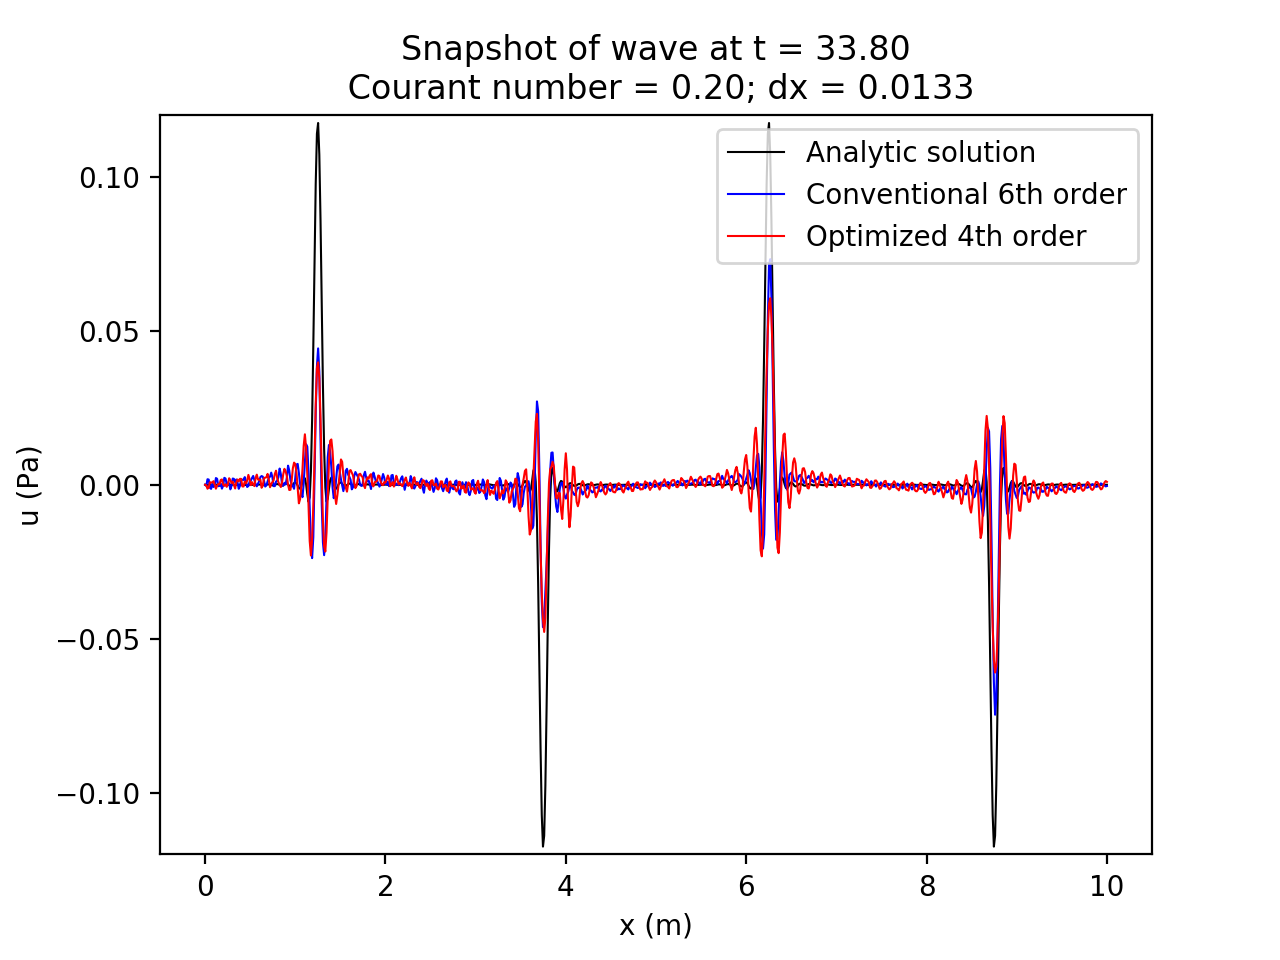 Snapshot of wave at t = 33.80
Courant number = 0.20; dx = 0.0133
Analytic solution
Conventional 6th order
Optimized 4th order
0.10
0.05
0.00
−0.05
−0.10
u (Pa)
0 2 4 6 8 10
x (m)